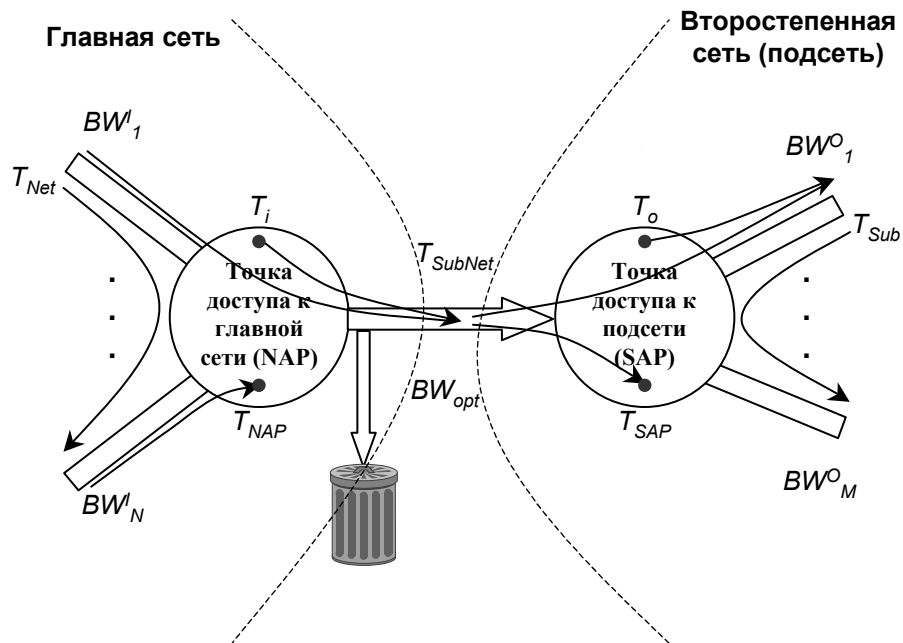 Главная сеть
Второстепенная
сеть (подсеть)
BW^I_1
BW^O_1
T_Net
T_i
T_o
T_Sub
T_SubNet
Точка
доступа к
главной
сети (NAP)
Точка
доступа к
подсети
(SAP)
BW_opt
T_NAP
T_SAP
BW^I_N
BW^O_M